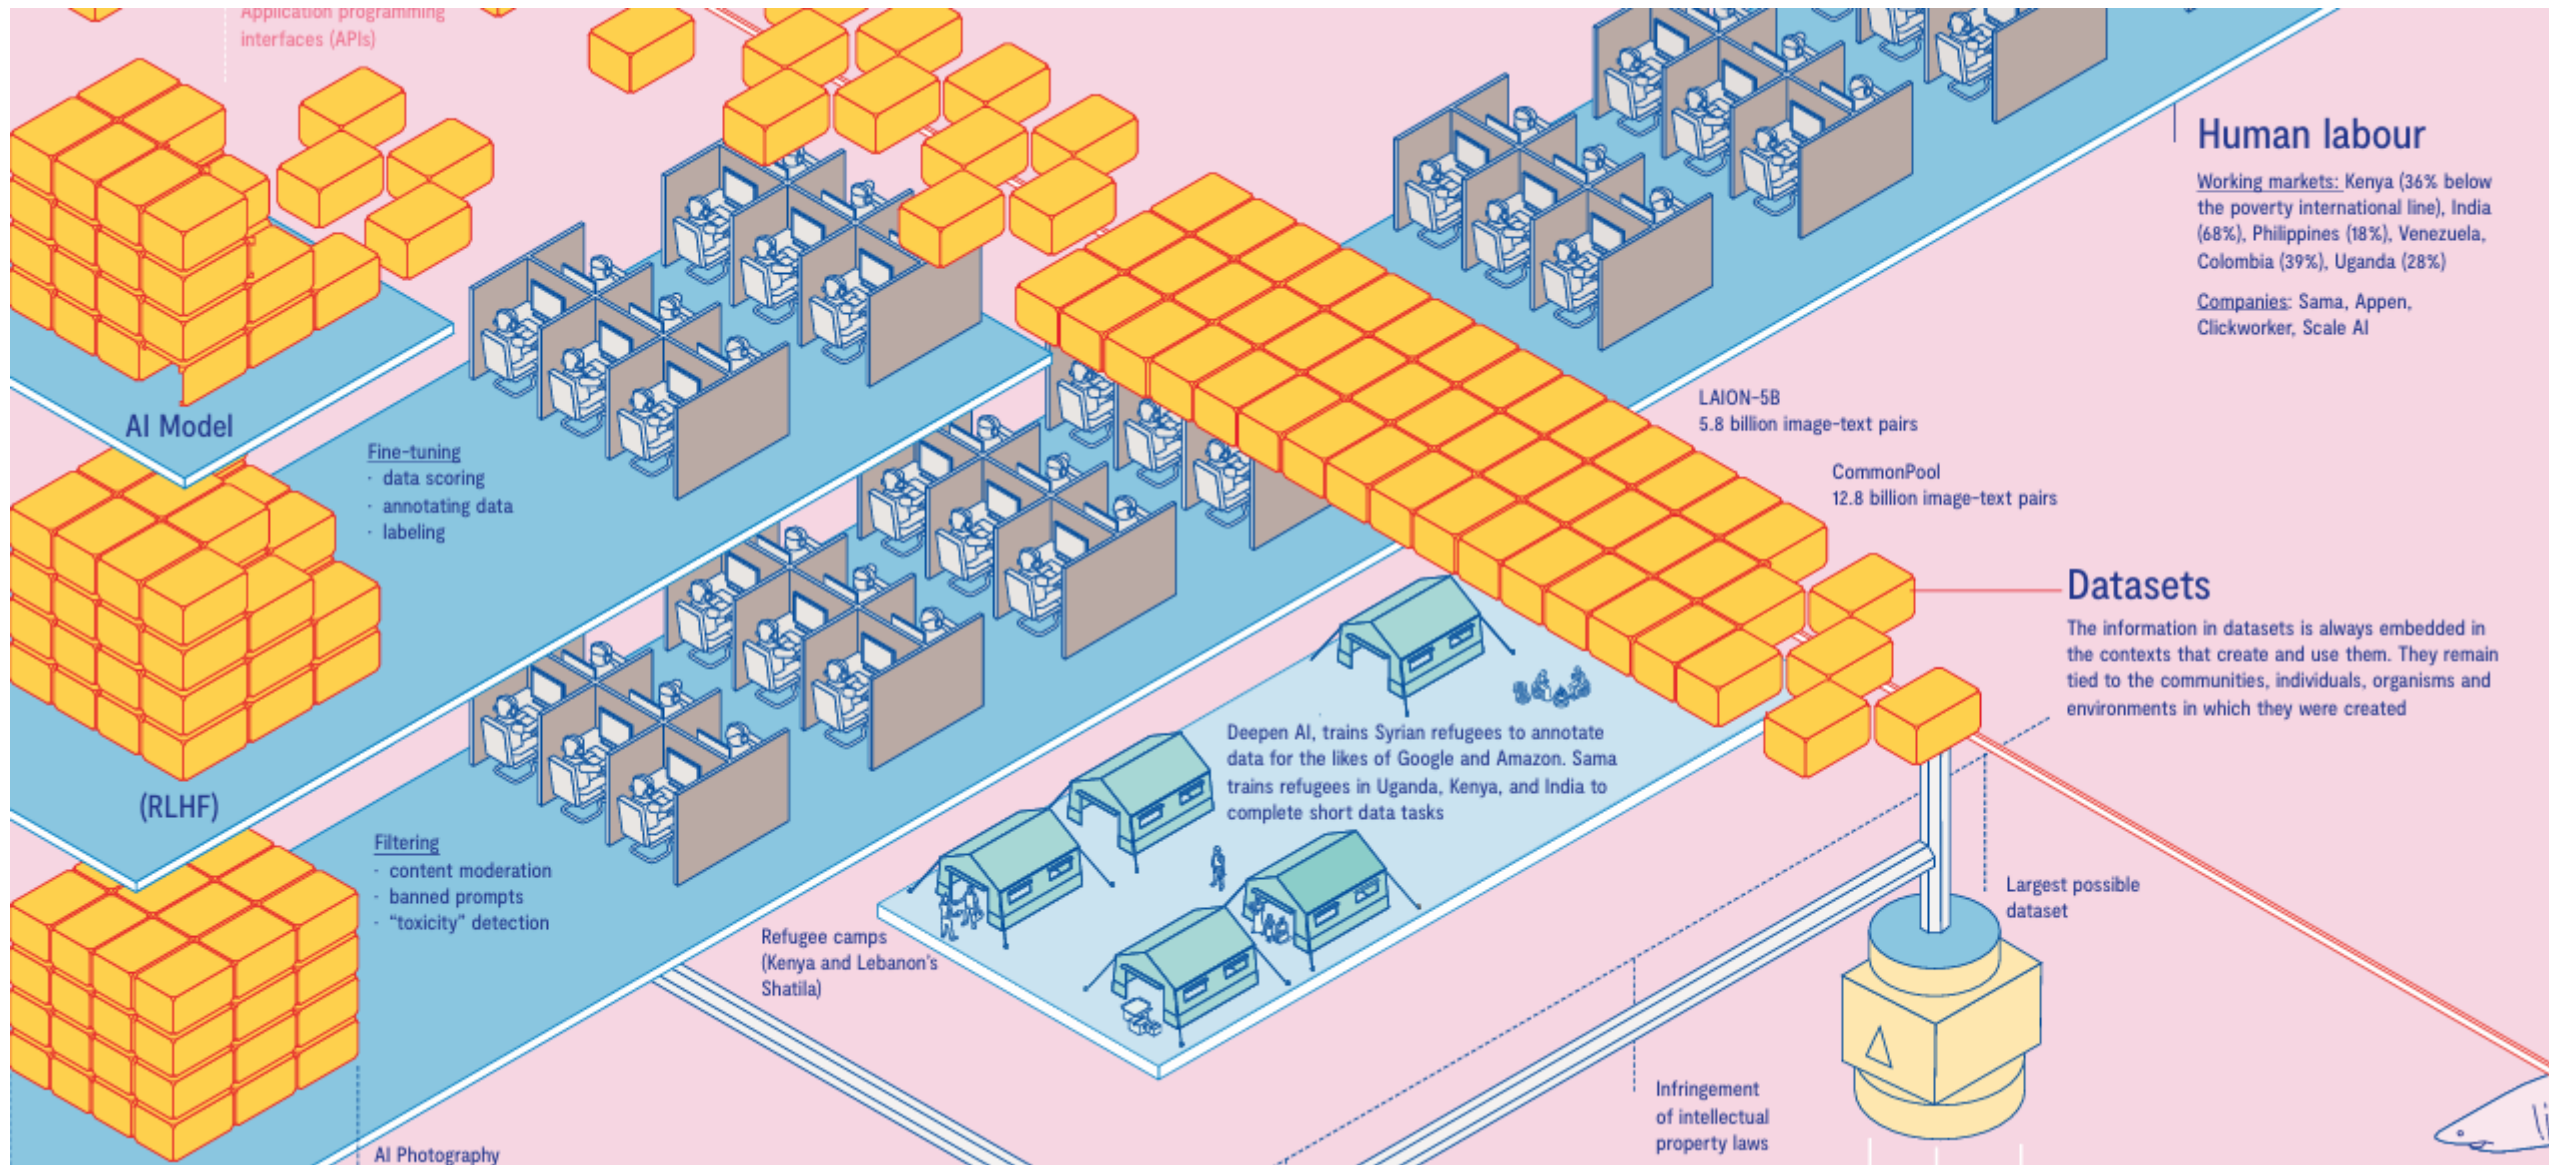 Application programming
interfaces (APIs)
Human labour
Working markets: Kenya (36% below
the poverty international line), India
(68%), Philippines (18%), Venezuela,
Colombia (39%), Uganda (28%)
Companies: Sama, Appen,
Clickworker, Scale AI
LAION-5B
5.8 billion image-text pairs
AI Model
Fine-tuning
· data scoring
· annotating data
· labeling
CommonPool
12.8 billion image-text pairs
Datasets
The information in datasets is always embedded in
the contexts that create and use them. They remain
tied to the communities, individuals, organisms and
environments in which they were created
Deepen AI, trains Syrian refugees to annotate
data for the likes of Google and Amazon. Sama
trains refugees in Uganda, Kenya, and India to
complete short data tasks
(RLHF)
Filtering
· content moderation
· banned prompts
· “toxicity” detection
Largest possible
dataset
Refugee camps
(Kenya and Lebanon's
Shatila)
Infringement
of intellectual
property laws
AI Photography